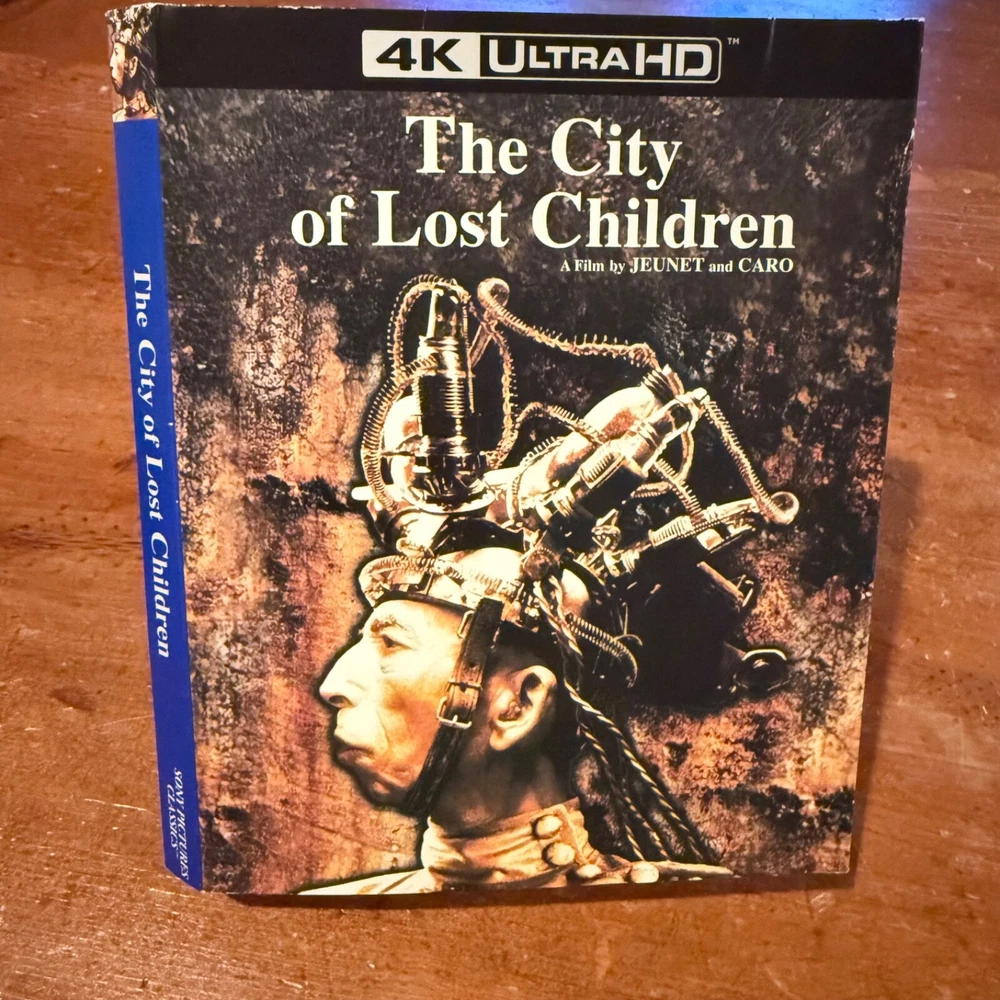 4K ULTRA HD™
The City
of Lost Children
A Film by JEUNET and CARO
The City of Lost Children
SONY PICTURES
CLASSICS